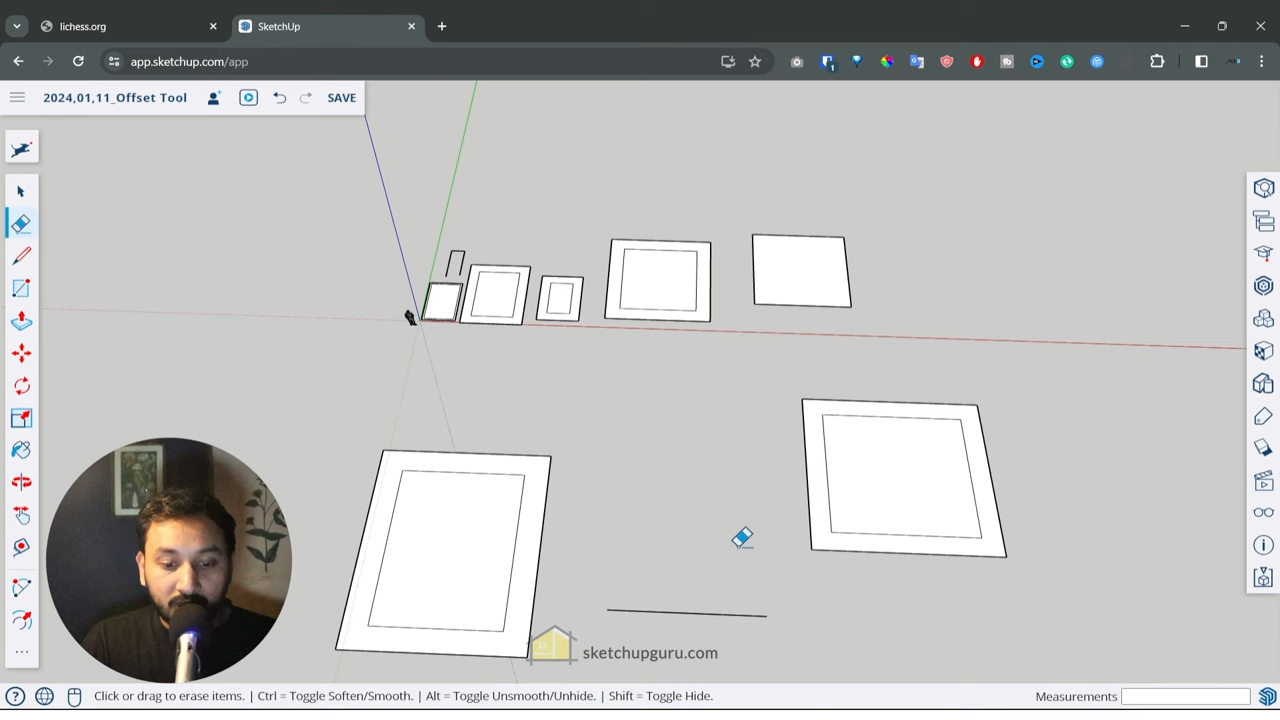 lichess.org
SketchUp
app.sketchup.com/app
1
2024,01,11_Offset Tool
SAVE
sketchupguru.com
Click or drag to erase items. | Ctrl = Toggle Soften/Smooth. | Alt = Toggle Unsmooth/Unhide. | Shift = Toggle Hide.
Measurements